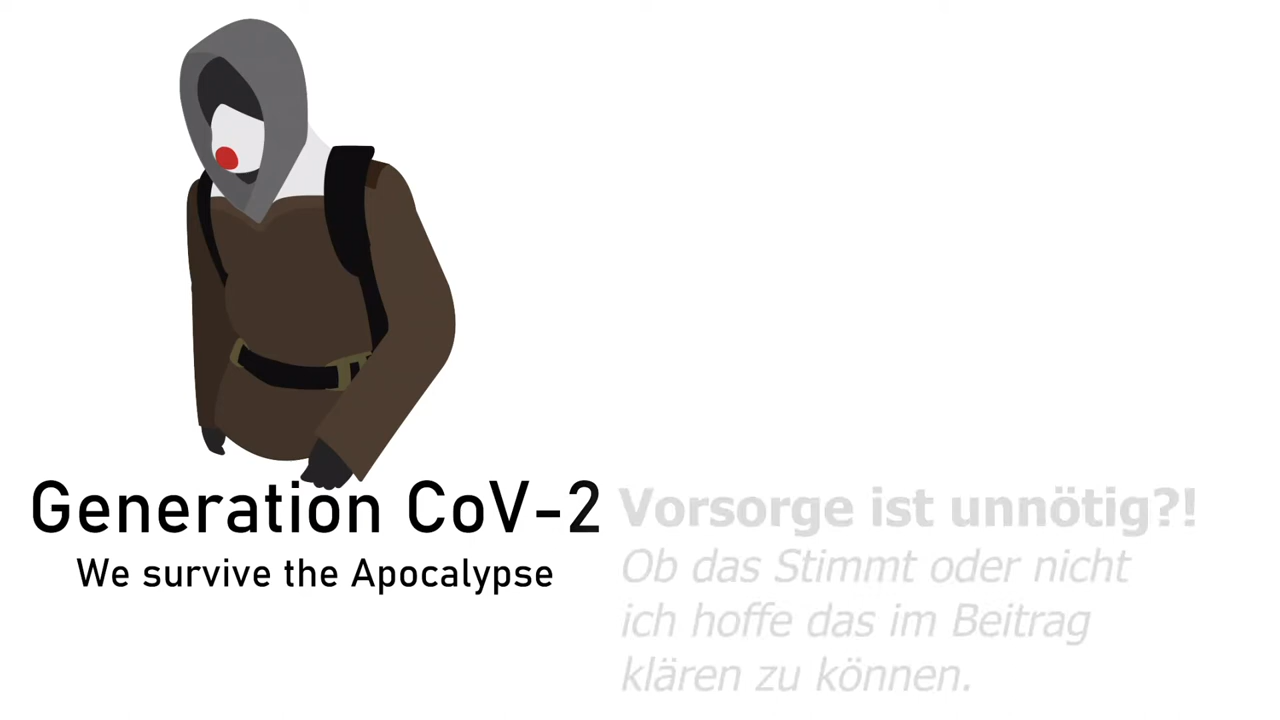 Generation CoV-2
We survive the Apocalypse
Vorsorge ist unnötig?!
Ob das Stimmt oder nicht
ich hoffe das im Beitrag
klären zu können.